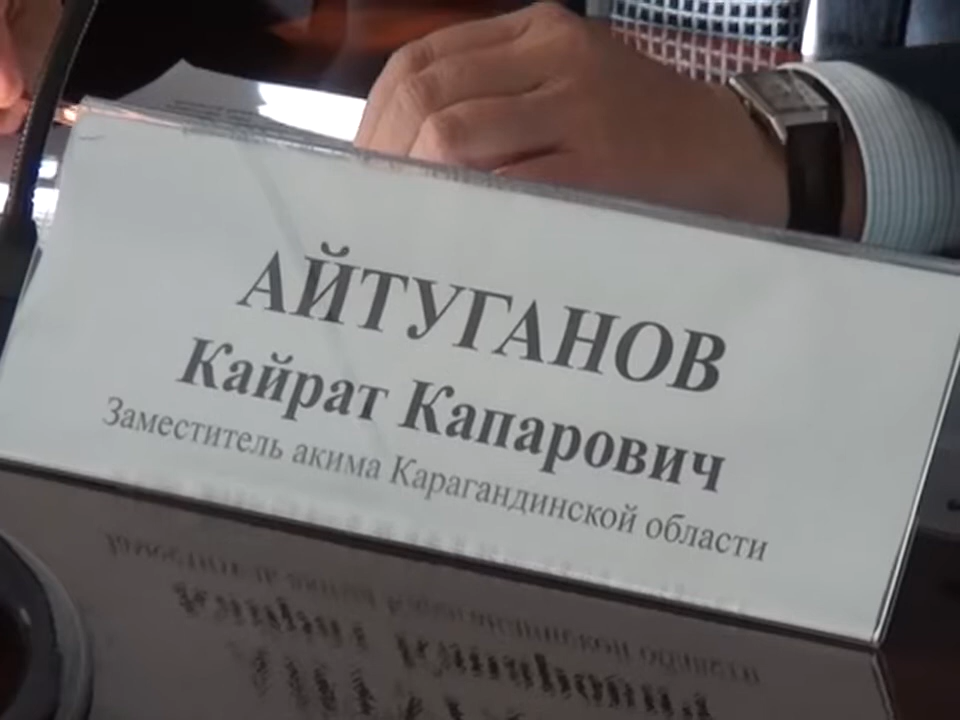 АЙТУГАНОВ
Кайрат Капарович
Заместитель акима Карагандинской области